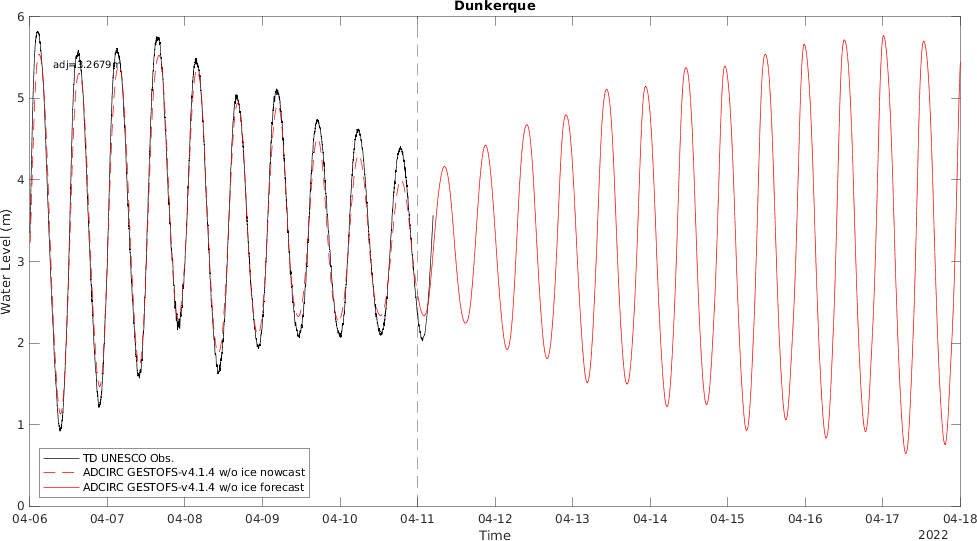 Dunkerque
6
5
4
3
2
1
0
Water Level (m)
adj=3.2679m
TD UNESCO Obs.
ADCIRC GESTOFS-v4.1.4 w/o ice nowcast
ADCIRC GESTOFS-v4.1.4 w/o ice forecast
04-06 04-07 04-08 04-09 04-10 04-11 04-12 04-13 04-14 04-15 04-16 04-17 04-18
Time
2022